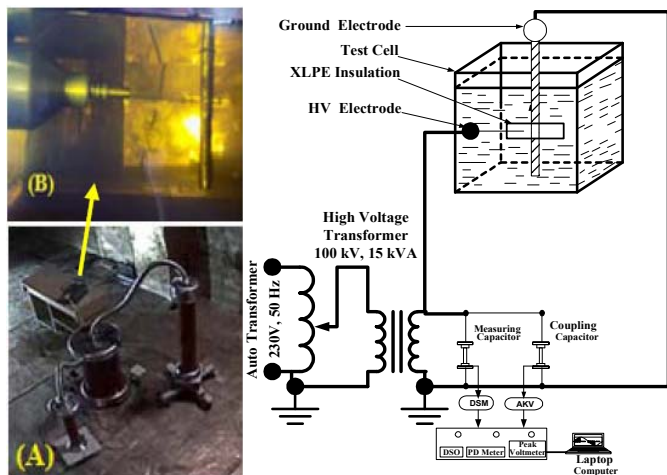 (B)
(A)
Ground Electrode
Test Cell
XLPE Insulation
HV Electrode
High Voltage
Transformer
100 kV, 15 kVA
Auto Transformer
230V, 50 Hz
Measuring
Capacitor
Coupling
Capacitor
DSM
AKV
DSO
PD Meter
Peak
Voltmeter
Laptop
Computer